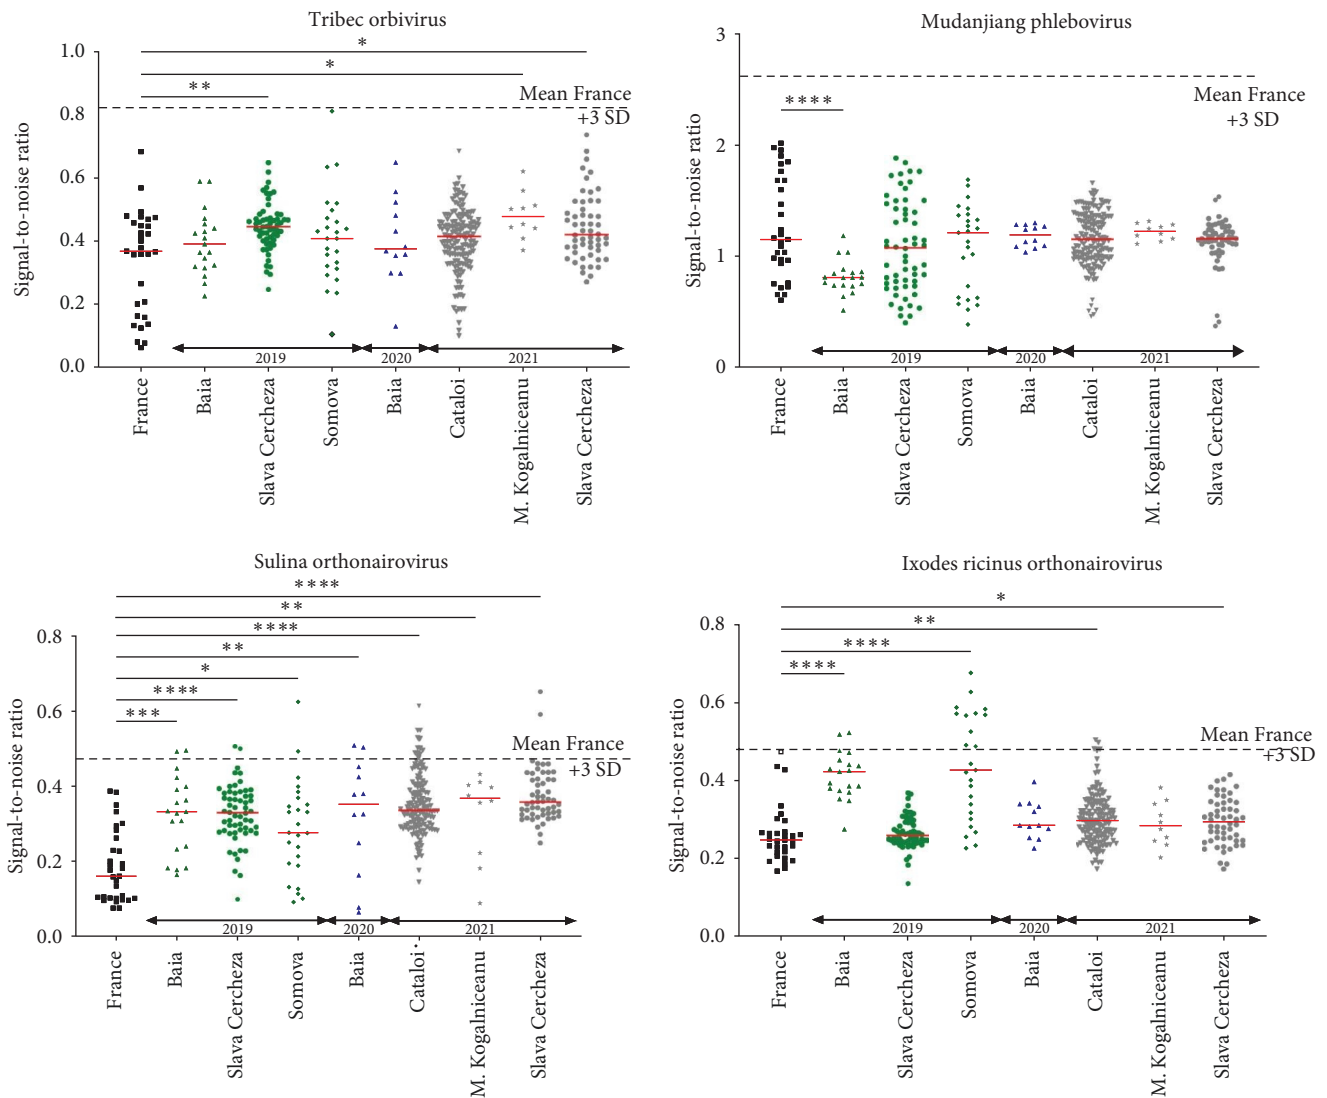 Tribec orbivirus
*
*
**
Mean France
+3 SD
Signal-to-noise ratio
1.0
0.8
0.6
0.4
0.2
0.0
2019
2020
2021
France
Baia
Slava Cercheza
Somova
Baia
Cataloi
M. Kogalniceanu
Slava Cercheza
Mudanjiang phlebovirus
****
Mean France
+3 SD
Signal-to-noise ratio
3
2
1
0
2019
2020
2021
France
Baia
Slava Cercheza
Somova
Baia
Cataloi
M. Kogalniceanu
Slava Cercheza
Sulina orthonairovirus
****
**
****
**
*
****
***
Mean France
+3 SD
Signal-to-noise ratio
0.8
0.6
0.4
0.2
0.0
2019
2020
2021
France
Baia
Slava Cercheza
Somova
Baia
Cataloi
M. Kogalniceanu
Slava Cercheza
Ixodes ricinus orthonairovirus
*
**
****
****
Mean France
+3 SD
Signal-to-noise ratio
0.8
0.6
0.4
0.2
0.0
2019
2020
2021
France
Baia
Slava Cercheza
Somova
Baia
Cataloi
M. Kogalniceanu
Slava Cercheza